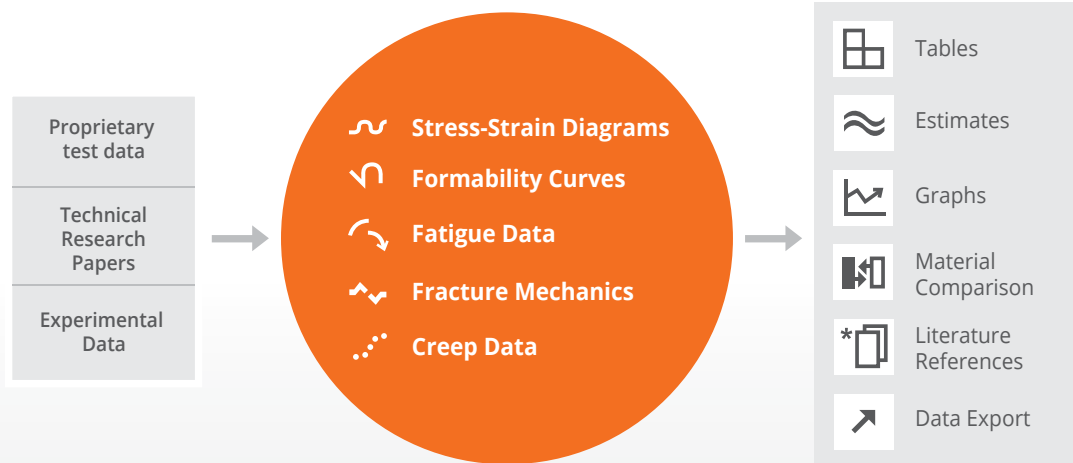 Proprietary
test data
Technical
Research
Papers
Experimental
Data
Stress-Strain Diagrams
Formability Curves
Fatigue Data
Fracture Mechanics
Creep Data
Tables
Estimates
Graphs
Material
Comparison
*
Literature
References
Data Export